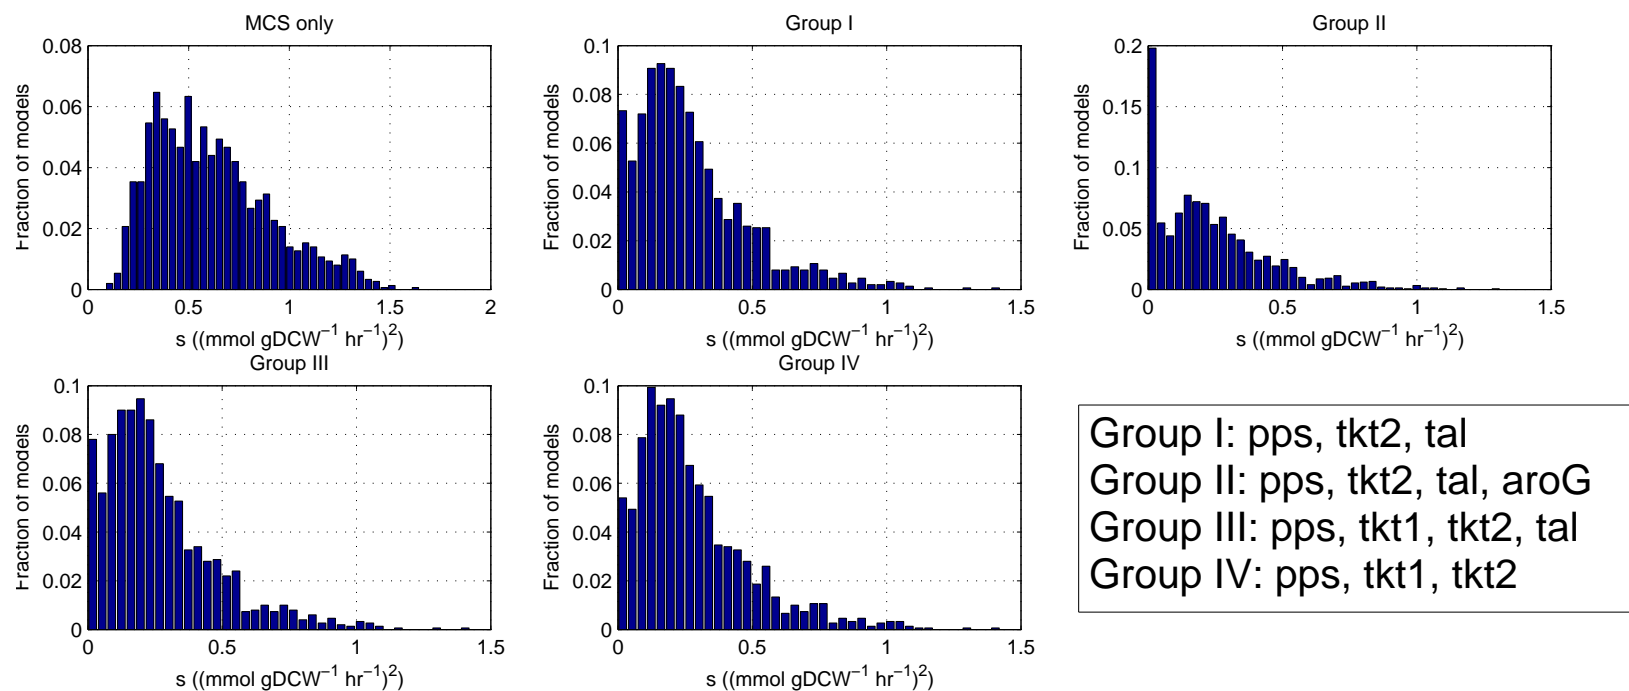 MCS only
Fraction of models
0.08
0.06
0.04
0.02
0
0 0.5 1 1.5 2
s ((mmol gDCW⁻¹ hr⁻¹)²)
Group I
Fraction of models
0.1
0.08
0.06
0.04
0.02
0
0 0.5 1 1.5
s ((mmol gDCW⁻¹ hr⁻¹)²)
Group II
Fraction of models
0.2
0.15
0.1
0.05
0
0 0.5 1 1.5
s ((mmol gDCW⁻¹ hr⁻¹)²)
Group III
Fraction of models
0.1
0.08
0.06
0.04
0.02
0
0 0.5 1 1.5
s ((mmol gDCW⁻¹ hr⁻¹)²)
Group IV
Fraction of models
0.1
0.08
0.06
0.04
0.02
0
0 0.5 1 1.5
s ((mmol gDCW⁻¹ hr⁻¹)²)
Group I: pps, tkt2, tal
Group II: pps, tkt2, tal, aroG
Group III: pps, tkt1, tkt2, tal
Group IV: pps, tkt1, tkt2